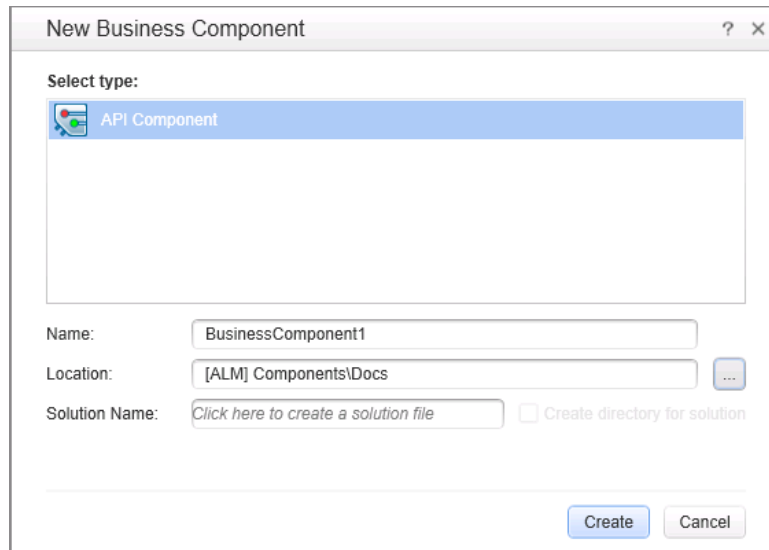 New Business Component ? ×
Select type:
API Component
Name: BusinessComponent1
Location: [ALM] Components\Docs ...
Solution Name: Click here to create a solution file Create directory for solution
Create Cancel